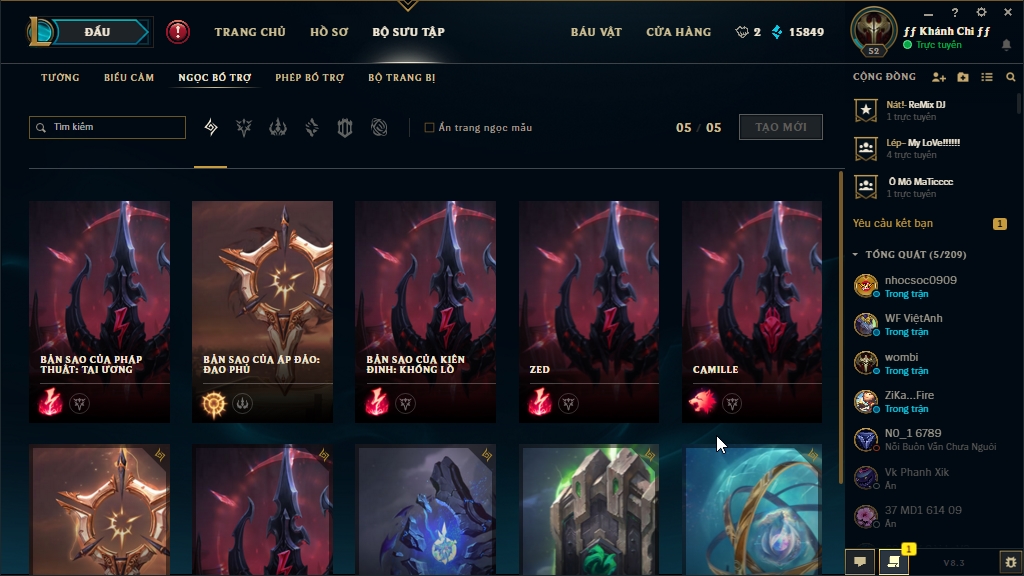 ĐẤU
TRANG CHỦ
HỒ SƠ
BỘ SƯU TẬP
BÁU VẬT
CỬA HÀNG
2
15849
52
ƒƒ Khánh Chi ƒƒ
Trực tuyến
TƯỚNG
BIỂU CẢM
NGỌC BỔ TRỢ
PHÉP BỔ TRỢ
BỘ TRANG BỊ
Tìm kiếm
Ẩn trang ngọc mẫu
05 / 05
TẠO MỚI
BẢN SAO CỦA PHÁP
THUẬT: TAI ƯƠNG
BẢN SAO CỦA ÁP ĐẢO:
ĐAO PHỦ
BẢN SAO CỦA KIÊN
ĐỊNH: KHỔNG LỒ
ZED
CAMILLE
CỘNG ĐỒNG
Nát!- ReMix DJ
1 trực tuyến
Lép– My LoVe!!!!!!
4 trực tuyến
Ô Mô MaTicccc
1 trực tuyến
Yêu cầu kết bạn
1
TỔNG QUÁT (5/209)
nhocsoc0909
Trong trận
WF ViệtAnh
Trong trận
wombi
Trong trận
ZiKa...Fire
Trong trận
N0_1 6789
Nỗi Buồn Vẫn Chưa Nguôi
Vk Phanh Xik
Ẩn
37 MD1 614 09
Ẩn
1
V8.3